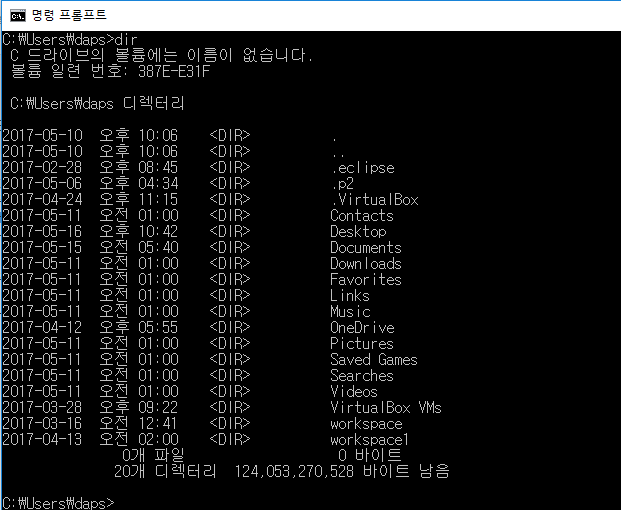 명령 프롬프트
C:\Users\daps>dir
C 드라이브의 볼륨에는 이름이 없습니다.
볼륨 일련 번호: 387E-E31F
C:₩Users₩daps 디렉터리
2017-05-10 오후 10:06 <DIR> .
2017-05-10 오후 10:06 <DIR> ..
2017-02-28 오후 08:45 <DIR> .eclipse
2017-05-06 오후 04:34 <DIR> .p2
2017-04-24 오후 11:15 <DIR> .VirtualBox
2017-05-11 오전 01:00 <DIR> Contacts
2017-05-16 오후 10:42 <DIR> Desktop
2017-05-15 오전 05:40 <DIR> Documents
2017-05-11 오전 01:00 <DIR> Downloads
2017-05-11 오전 01:00 <DIR> Favorites
2017-05-11 오전 01:00 <DIR> Links
2017-05-11 오전 01:00 <DIR> Music
2017-04-12 오후 05:55 <DIR> OneDrive
2017-05-11 오전 01:00 <DIR> Pictures
2017-05-11 오전 01:00 <DIR> Saved Games
2017-05-11 오전 01:00 <DIR> Searches
2017-05-11 오전 01:00 <DIR> Videos
2017-03-28 오후 09:22 <DIR> VirtualBox VMs
2017-03-16 오전 12:41 <DIR> workspace
2017-04-13 오전 02:00 <DIR> workspace1
0개 파일 0 바이트
20개 디렉터리 124,053,270,528 바이트 남음
C:₩Users₩daps>